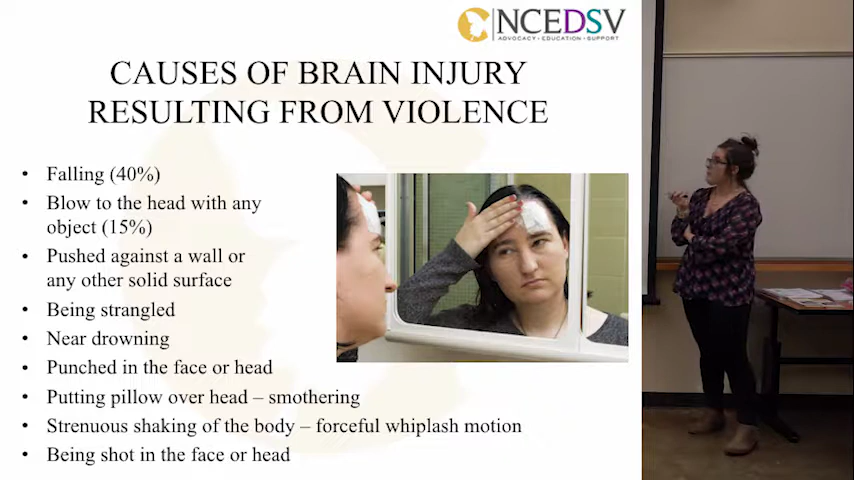 NCEDSV
ADVOCACY • EDUCATION • SUPPORT
CAUSES OF BRAIN INJURY
RESULTING FROM VIOLENCE
• Falling (40%)
• Blow to the head with any
object (15%)
• Pushed against a wall or
any other solid surface
• Being strangled
• Near drowning
• Punched in the face or head
• Putting pillow over head – smothering
• Strenuous shaking of the body – forceful whiplash motion
• Being shot in the face or head